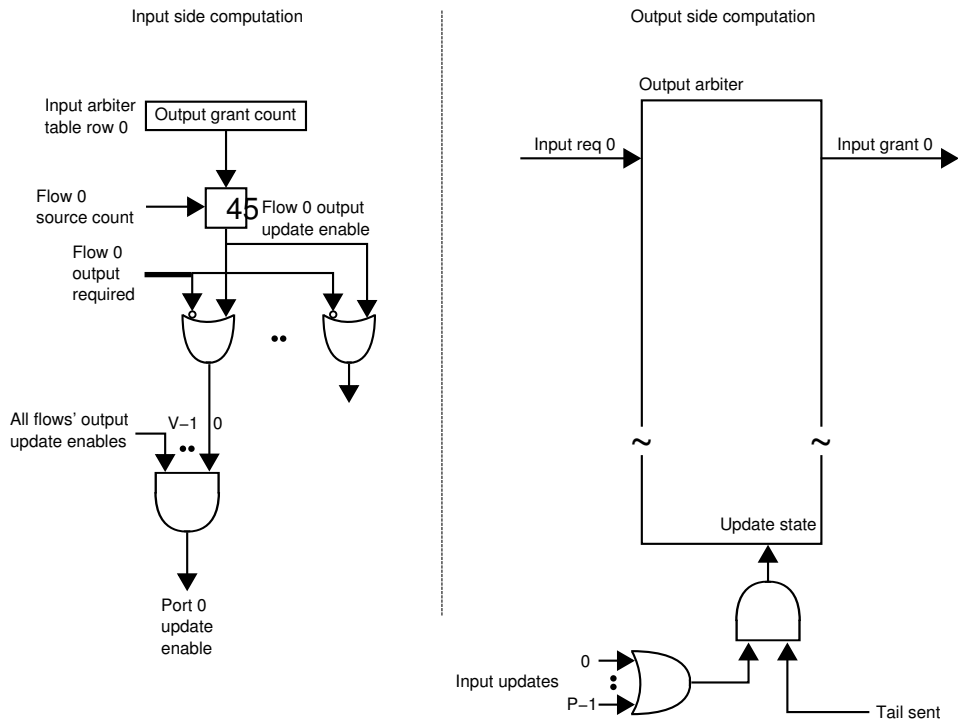 Input side computation
Output side computation
Output arbiter
Input arbiter
table row 0
Output grant count
Input req 0
Input grant 0
Flow 0
source count
45
Flow 0 output
update enable
Flow 0
output
required
All flows' output
update enables
V−1
0
~
~
Update state
Port 0
update
enable
Input updates
0
P−1
Tail sent